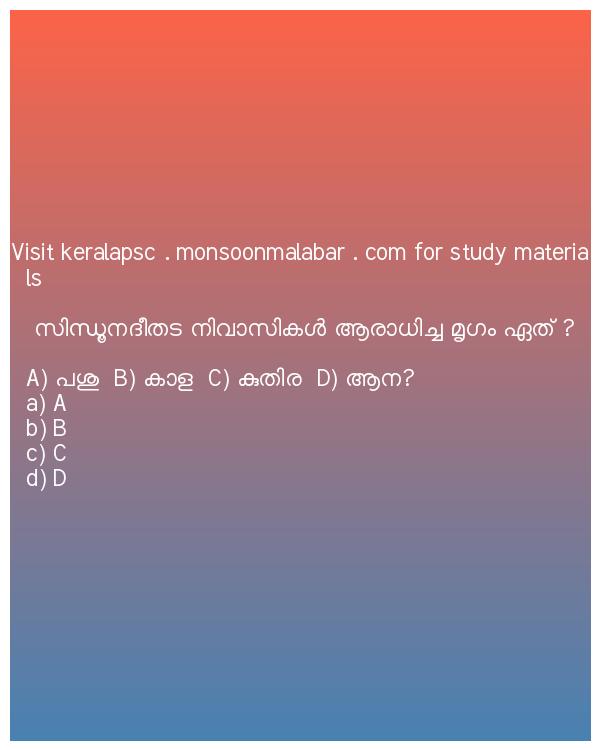 Visit keralapsc . monsoonmalabar . com for study materia
ls
സിന്ധൂനദീതട നിവാസികൾ ആരാധിച്ച മൃഗം ഏത് ?
A) പശു  B) കാള  C) കുതിര  D) ആന?
a) A
b) B
c) C
d) D